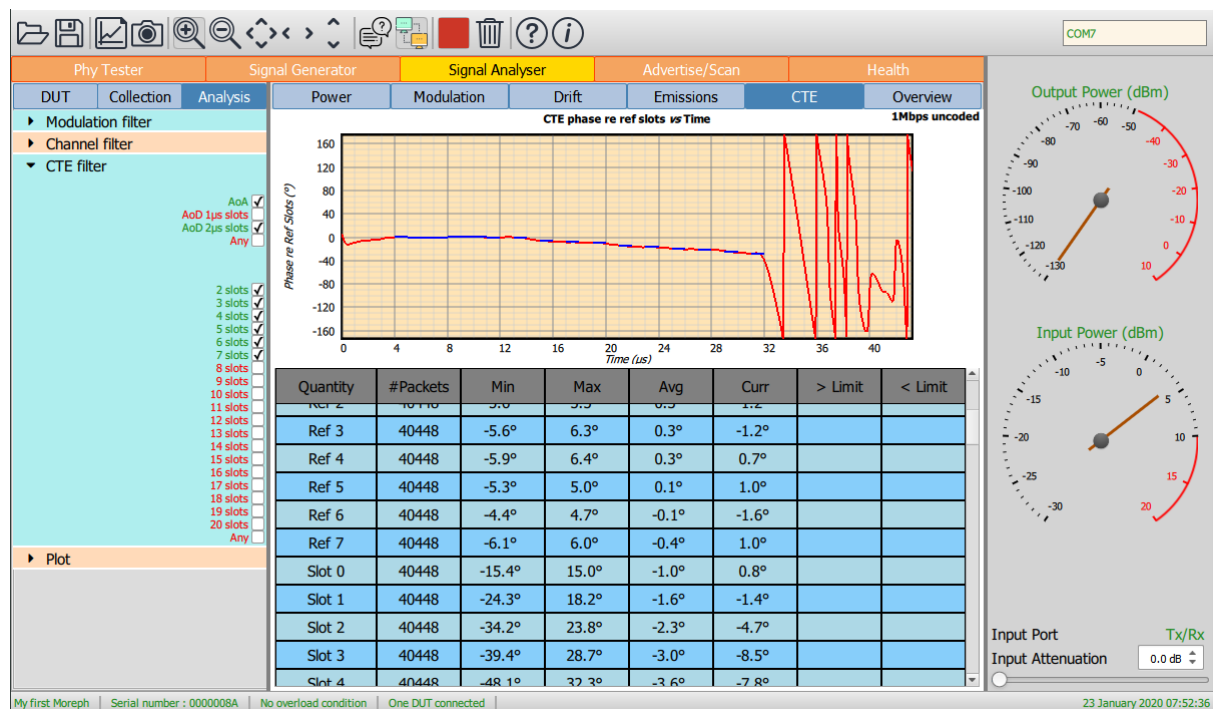 COM7
Phy Tester Signal Generator Signal Analyser Advertise/Scan Health
DUT Collection Analysis Power Modulation Drift Emissions CTE Overview
Modulation filter
Channel filter
CTE filter
AoA
AoD 1µs slots
AoD 2µs slots
Any
2 slots
3 slots
4 slots
5 slots
6 slots
7 slots
8 slots
9 slots
10 slots
11 slots
12 slots
13 slots
14 slots
15 slots
16 slots
17 slots
18 slots
19 slots
20 slots
Any
Plot
CTE phase re ref slots vs Time
1Mbps uncoded
Phase re Ref Slots (°)
160
120
80
40
0
-40
-80
-120
-160
0 4 8 12 16 20 24 28 32 36 40
Time (µs)
Quantity #Packets Min Max Avg Curr > Limit < Limit
Ref 3 40448 -5.6° 6.3° 0.3° -1.2°
Ref 4 40448 -5.9° 6.4° 0.3° 0.7°
Ref 5 40448 -5.3° 5.0° 0.1° 1.0°
Ref 6 40448 -4.4° 4.7° -0.1° -1.6°
Ref 7 40448 -6.1° 6.0° -0.4° 1.0°
Slot 0 40448 -15.4° 15.0° -1.0° 0.8°
Slot 1 40448 -24.3° 18.2° -1.6° -1.4°
Slot 2 40448 -34.2° 23.8° -2.3° -4.7°
Slot 3 40448 -39.4° 28.7° -3.0° -8.5°
Slot 4 40448 -48.1° 32.3° -3.6° -7.8°
Output Power (dBm)
-130 -120 -110 -100 -90 -80 -70 -60 -50 -40 -30 -20 -10 0 10
Input Power (dBm)
-30 -25 -20 -15 -10 -5 0 5 10 15 20
Input Port Tx/Rx
Input Attenuation 0.0 dB
My first Moreph Serial number : 0000008A No overload condition One DUT connected 23 January 2020 07:52:36